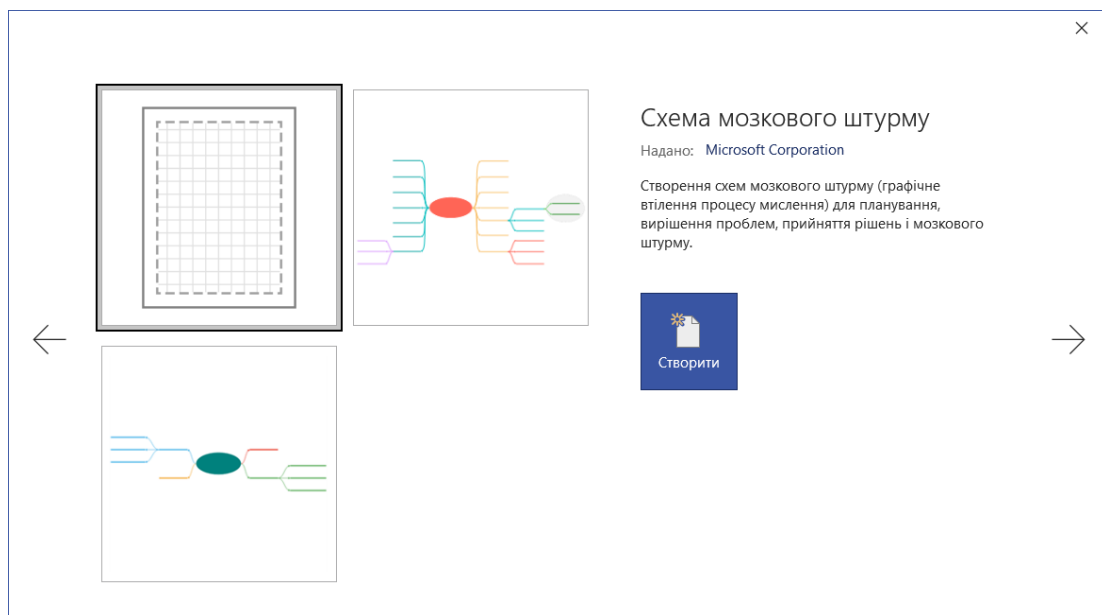 Схема мозкового штурму
Надано: Microsoft Corporation
Створення схем мозкового штурму (графічне
втілення процесу мислення) для планування,
вирішення проблем, прийняття рішень і мозкового
штурму.
Створити